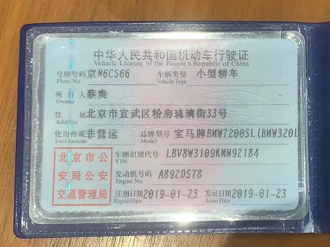 中华人民共和国机动车行驶证
Vehicle License of the People's Republic of China
号牌号码 京N6CS66 车辆类型 小型轿车
Plate No. Vehicle Type
所有人 蔡爽
Owner
住址 北京市宣武区粉房琉璃街33号
Address
使用性质 非营运 品牌型号 宝马牌BMW7200SL(BMW320L
Use Character Model
北京市公安局公安交通管理局
车辆识别代号 LBV8W3109KMN92184
VIN
发动机号码 A892D578
Engine No.
注册日期 2019-01-23 发证日期 2019-01-23
Register Date Issue Date